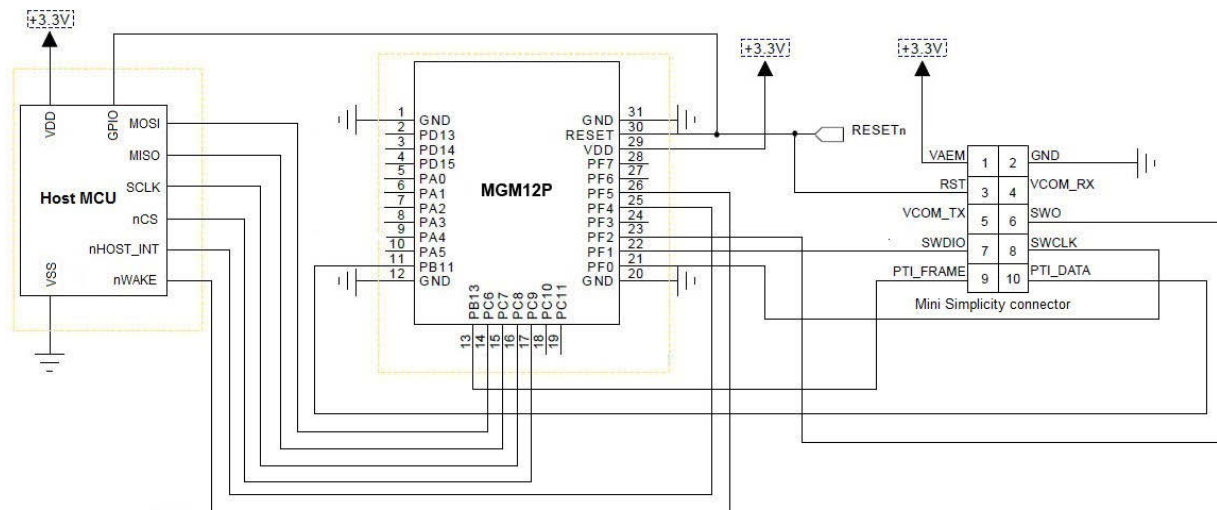 +3.3V
VDD
GPIO
MOSI
MISO
SCLK
nCS
nHOST_INT
nWAKE
Host MCU
VSS
MGM12P
1 GND
2 PD13
3 PD14
4 PD15
5 PA0
6 PA1
7 PA2
8 PA3
9 PA4
10 PA5
11 PB11
12 GND
13 PB13
14 PC6
15 PC7
16 PC8
17 PC9
18 PC10
19 PC11
GND 31
RESET 30
VDD 29
PF7 28
PF6 27
PF5 26
PF4 25
PF3 24
PF2 23
PF1 22
PF0 21
GND 20
+3.3V
RESETn
+3.3V
VAEM 1 2 GND
RST 3 4 VCOM_RX
VCOM_TX 5 6 SWO
SWDIO 7 8 SWCLK
PTI_FRAME 9 10 PTI_DATA
Mini Simplicity connector